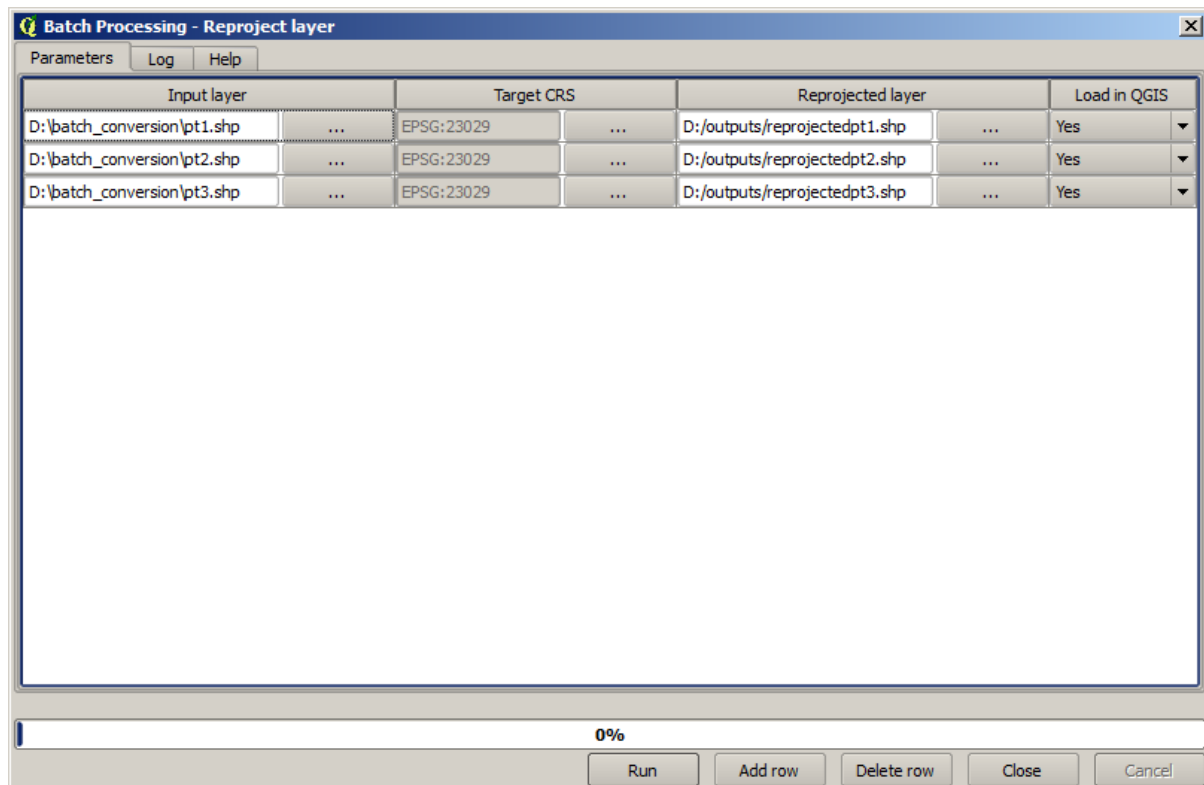 Batch Processing - Reproject layer
Parameters Log Help
Input layer Target CRS Reprojected layer Load in QGIS
D:\batch_conversion\pt1.shp ... EPSG:23029 ... D:/outputs/reprojectedpt1.shp ... Yes
D:\batch_conversion\pt2.shp ... EPSG:23029 ... D:/outputs/reprojectedpt2.shp ... Yes
D:\batch_conversion\pt3.shp ... EPSG:23029 ... D:/outputs/reprojectedpt3.shp ... Yes
0%
Run Add row Delete row Close Cancel